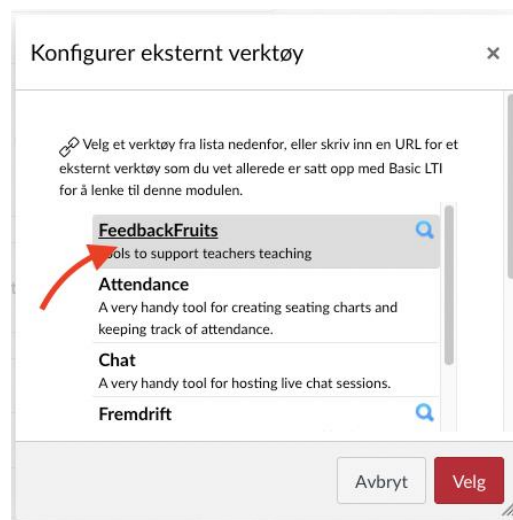 Konfigurer eksternt verktøy
×
Velg et verktøy fra lista nedenfor, eller skriv inn en URL for et
eksternt verktøy som du vet allerede er satt opp med Basic LTI
for å lenke til denne modulen.
FeedbackFruits
to support teachers teaching
Attendance
A very handy tool for creating seating charts and
keeping track of attendance.
Chat
A very handy tool for hosting live chat sessions.
Fremdrift
Avbryt
Velg